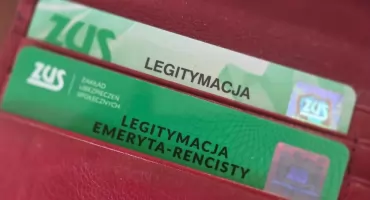 ZUS
LEGITYMACJA
ZUS
ZUS
ZAKŁAD
UBEZPIECZEŃ
SPOŁECZNYCH
LEGITYMACJA
EMERYTA-RENCISTY